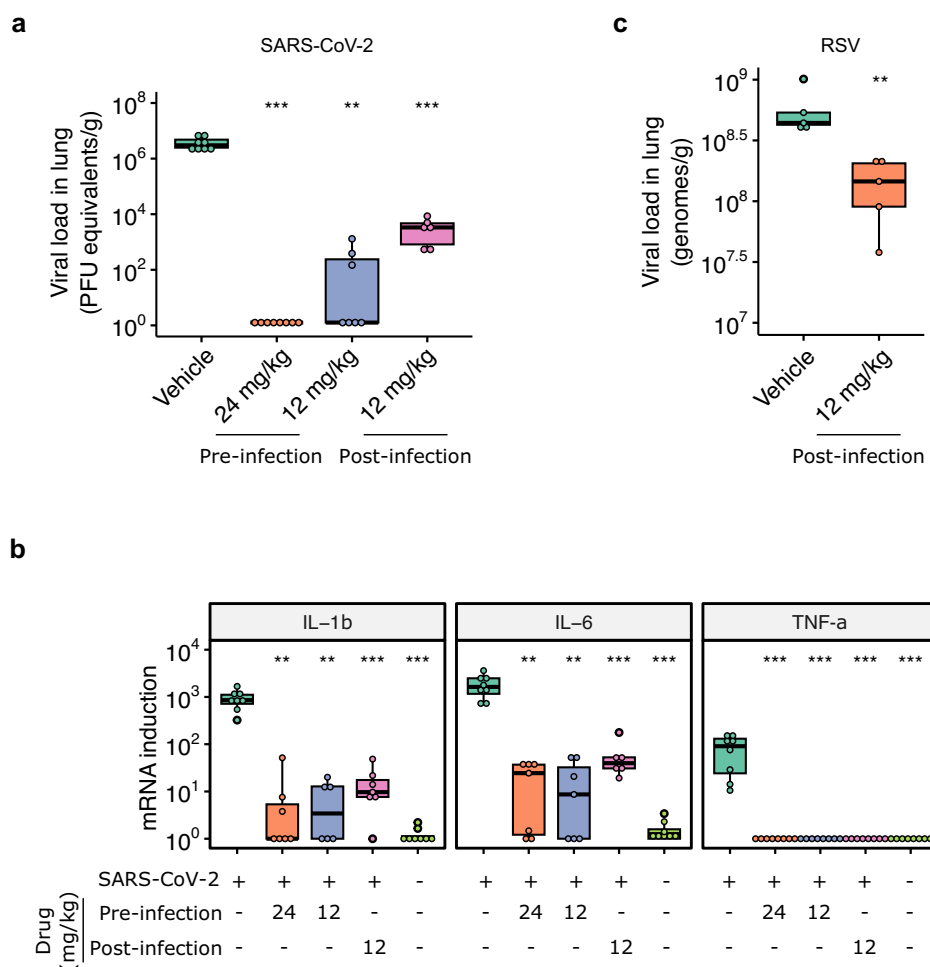 a
SARS-CoV-2
Viral load in lung
(PFU equivalents/g)
10^8
10^6
10^4
10^2
10^0
*** ** ***
Vehicle
24 mg/kg
12 mg/kg
12 mg/kg
Pre-infection Post-infection
c
RSV
Viral load in lung
(genomes/g)
10^9
10^8.5
10^8
10^7.5
10^7
**
Vehicle
12 mg/kg
Post-infection
b
IL–1b IL–6 TNF-a
mRNA induction
10^4
10^3
10^2
10^1
10^0
** ** *** *** ** ** *** *** *** *** *** ***
SARS-CoV-2 + + + + - + + + + - + + + + -
Drug
(mg/kg)
Pre-infection - 24 12 - - - 24 12 - - - 24 12 - -
Post-infection - - - 12 - - - - 12 - - - - 12 -